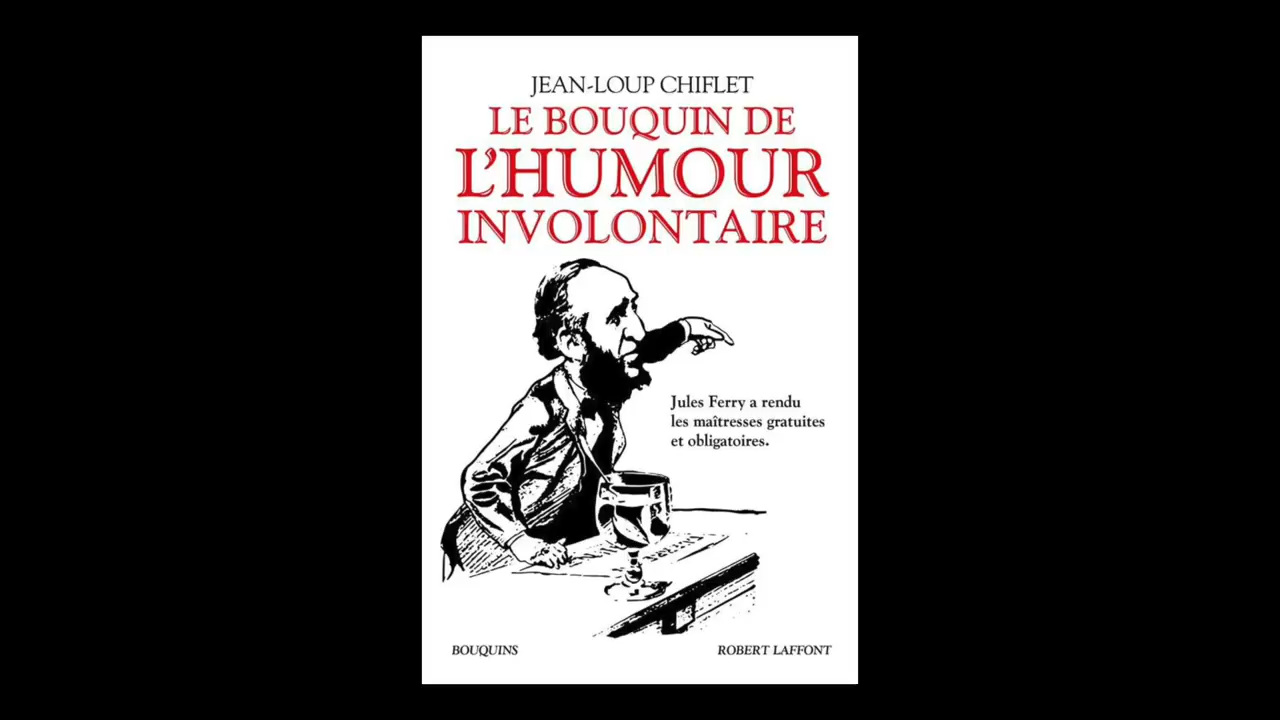 JEAN-LOUP CHIFLET
LE BOUQUIN DE
L'HUMOUR
INVOLONTAIRE
Jules Ferry a rendu
les maîtresses gratuites
et obligatoires.
BOUQUINS
ROBERT LAFFONT